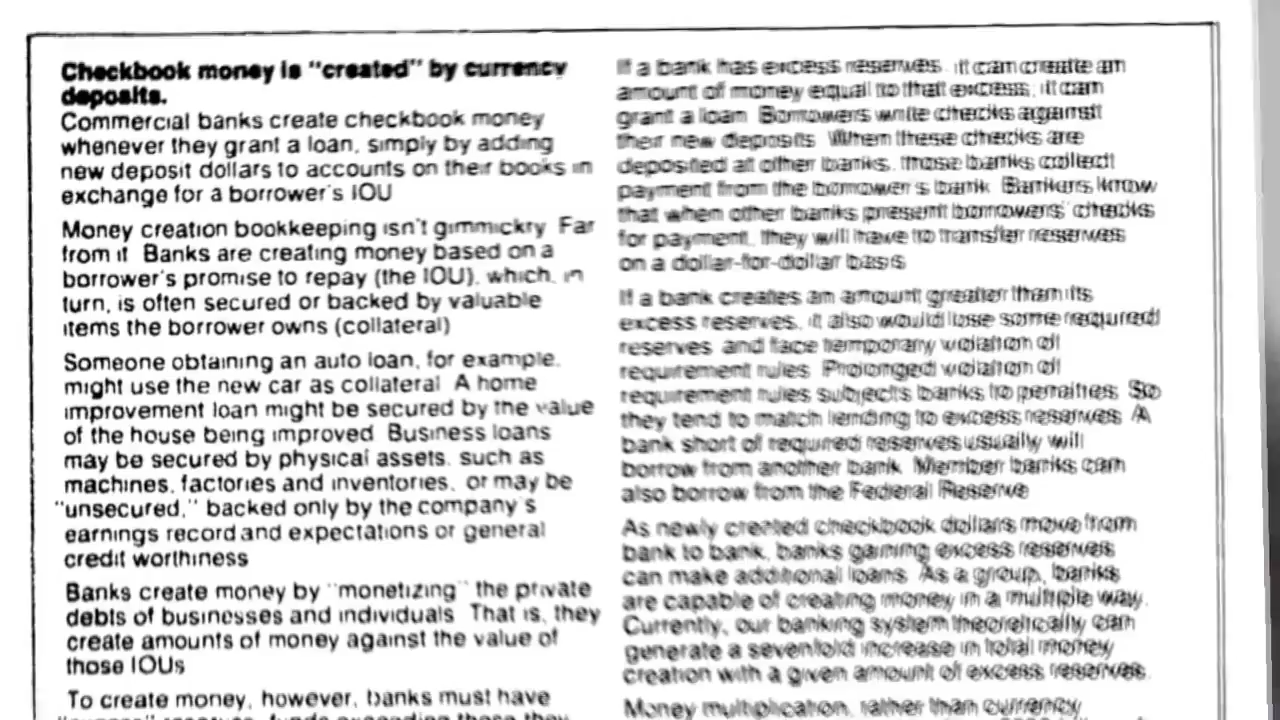 Checkbook money is "created" by currency
deposits.
Commercial banks create checkbook money
whenever they grant a loan, simply by adding
new deposit dollars to accounts on their books in
exchange for a borrower's IOU
Money creation bookkeeping isn't gimmickry Far
from it Banks are creating money based on a
borrower's promise to repay (the IOU), which, in
turn, is often secured or backed by valuable
items the borrower owns (collateral)
Someone obtaining an auto loan, for example,
might use the new car as collateral A home
improvement loan might be secured by the value
of the house being improved Business loans
may be secured by physical assets, such as
machines, factories and inventories, or may be
"unsecured," backed only by the company's
earnings record and expectations or general
credit worthiness
Banks create money by "monetizing" the private
debts of businesses and individuals That is, they
create amounts of money against the value of
those IOUs
To create money, however, banks must have
If a bank has excess reserves, it can create an
amount of money equal to that excess, it can
grant a loan Borrowers write checks against
their new deposits When these checks are
deposited at other banks, those banks collect
payment from the borrower's bank Bankers know
that when other banks present borrowers' checks
for payment, they will have to transfer reserves
on a dollar-for-dollar basis
If a bank creates an amount greater than its
excess reserves, it also would lose some required
reserves and face temporary violation of
requirement rules Prolonged violation of
requirement rules subjects banks to penalties So
they tend to match lending to excess reserves A
bank short of required reserves usually will
borrow from another bank Member banks can
also borrow from the Federal Reserve
As newly created checkbook dollars move from
bank to bank, banks gaining excess reserves
can make additional loans As a group, banks
are capable of creating money in a multiple way.
Currently, our banking system theoretically can
generate a sevenfold increase in total money
creation with a given amount of excess reserves.
Money multiplication, rather than currency